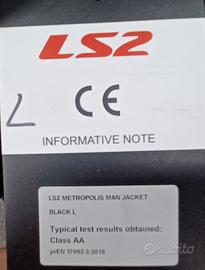 LS2
L
CE
INFORMATIVE NOTE
LS2 METROPOLIS MAN JACKET
BLACK L
Typical test results obtained:
Class AA
prEN 17092-3:2018
subito